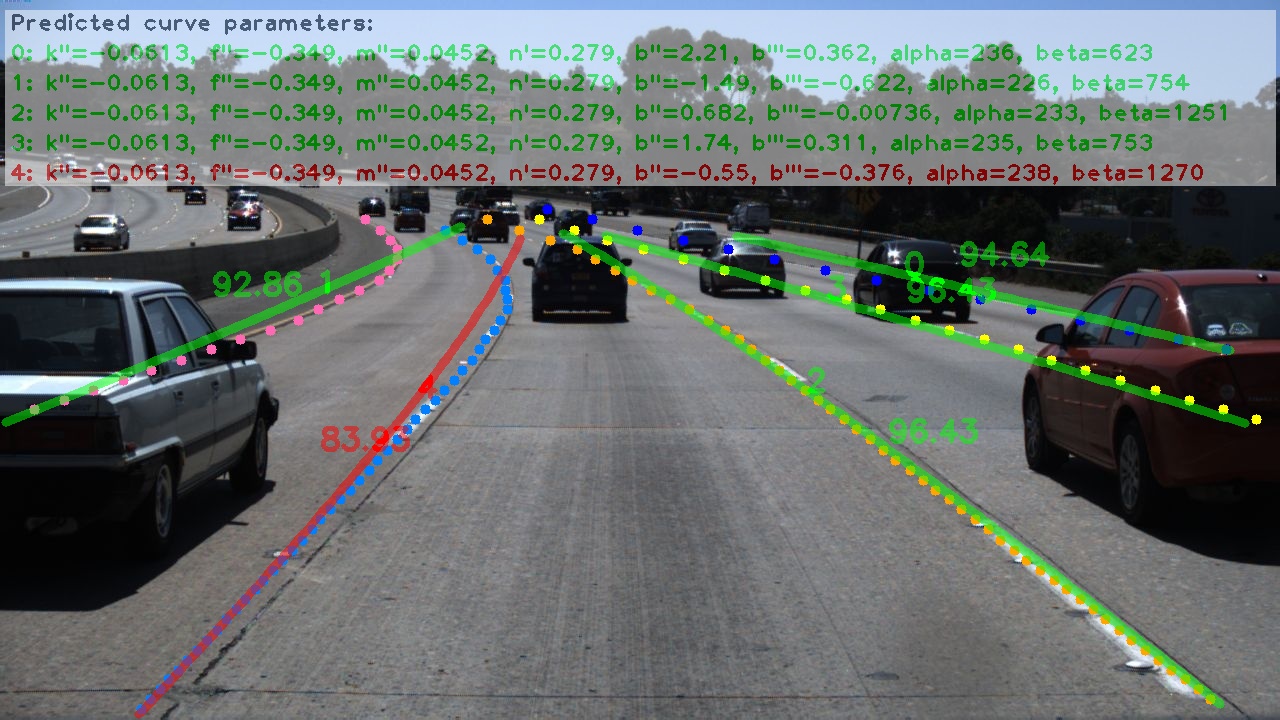 Predicted curve parameters:
0: k''=-0.0613, f''=-0.349, m''=0.0452, n'=0.279, b''=2.21, b'''=0.362, alpha=236, beta=623
1: k''=-0.0613, f''=-0.349, m''=0.0452, n'=0.279, b''=-1.49, b'''=-0.622, alpha=226, beta=754
2: k''=-0.0613, f''=-0.349, m''=0.0452, n'=0.279, b''=0.682, b'''=-0.00736, alpha=233, beta=1251
3: k''=-0.0613, f''=-0.349, m''=0.0452, n'=0.279, b''=1.74, b'''=0.311, alpha=235, beta=753
4: k''=-0.0613, f''=-0.349, m''=0.0452, n'=0.279, b''=-0.55, b'''=-0.376, alpha=238, beta=1270
0 94.64
92.86 1
3 96.43
2
96.43
83.93